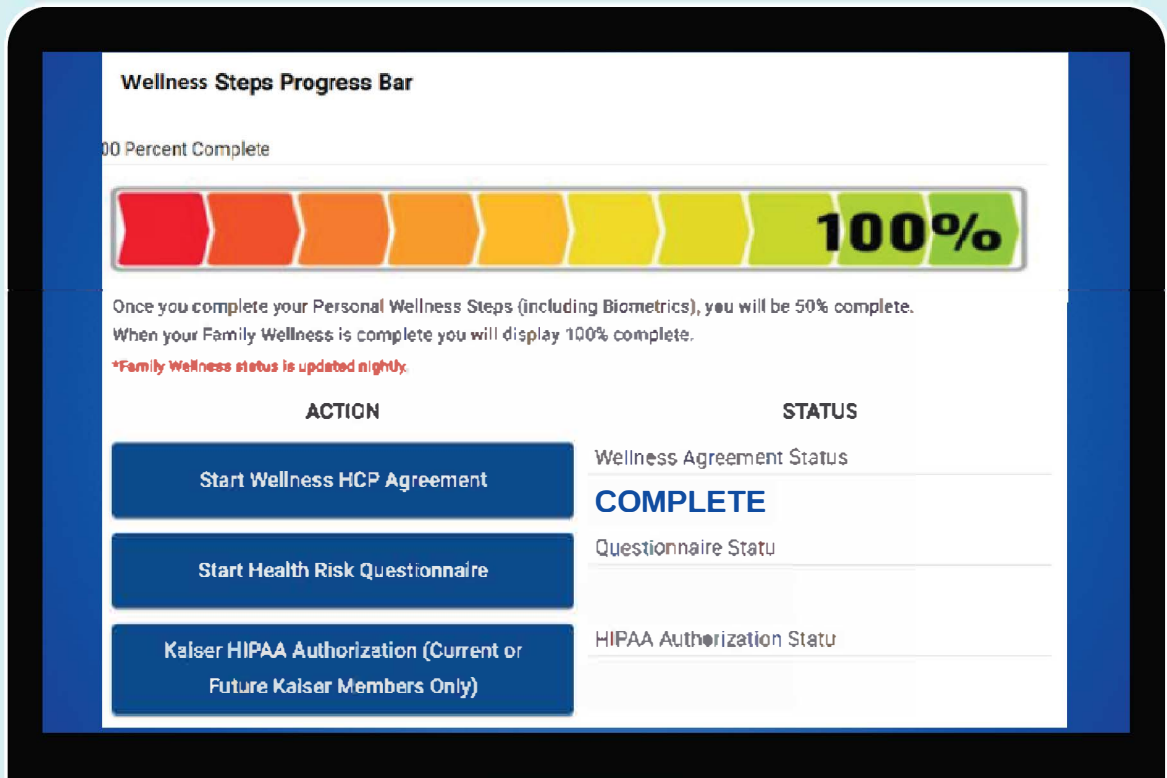 Wellness Steps Progress Bar
00 Percent Complete
100%
Once you complete your Personal Wellness Steps (including Biometrics), you will be 50% complete.
When your Family Wellness is complete you will display 100% complete.
*Family Wellness status is updated nightly.
ACTION
STATUS
Start Wellness HCP Agreement
Wellness Agreement Status
COMPLETE
Start Health Risk Questionnaire
Questionnaire Statu
Kaiser HIPAA Authorization (Current or
Future Kaiser Members Only)
HIPAA Authorization Statu